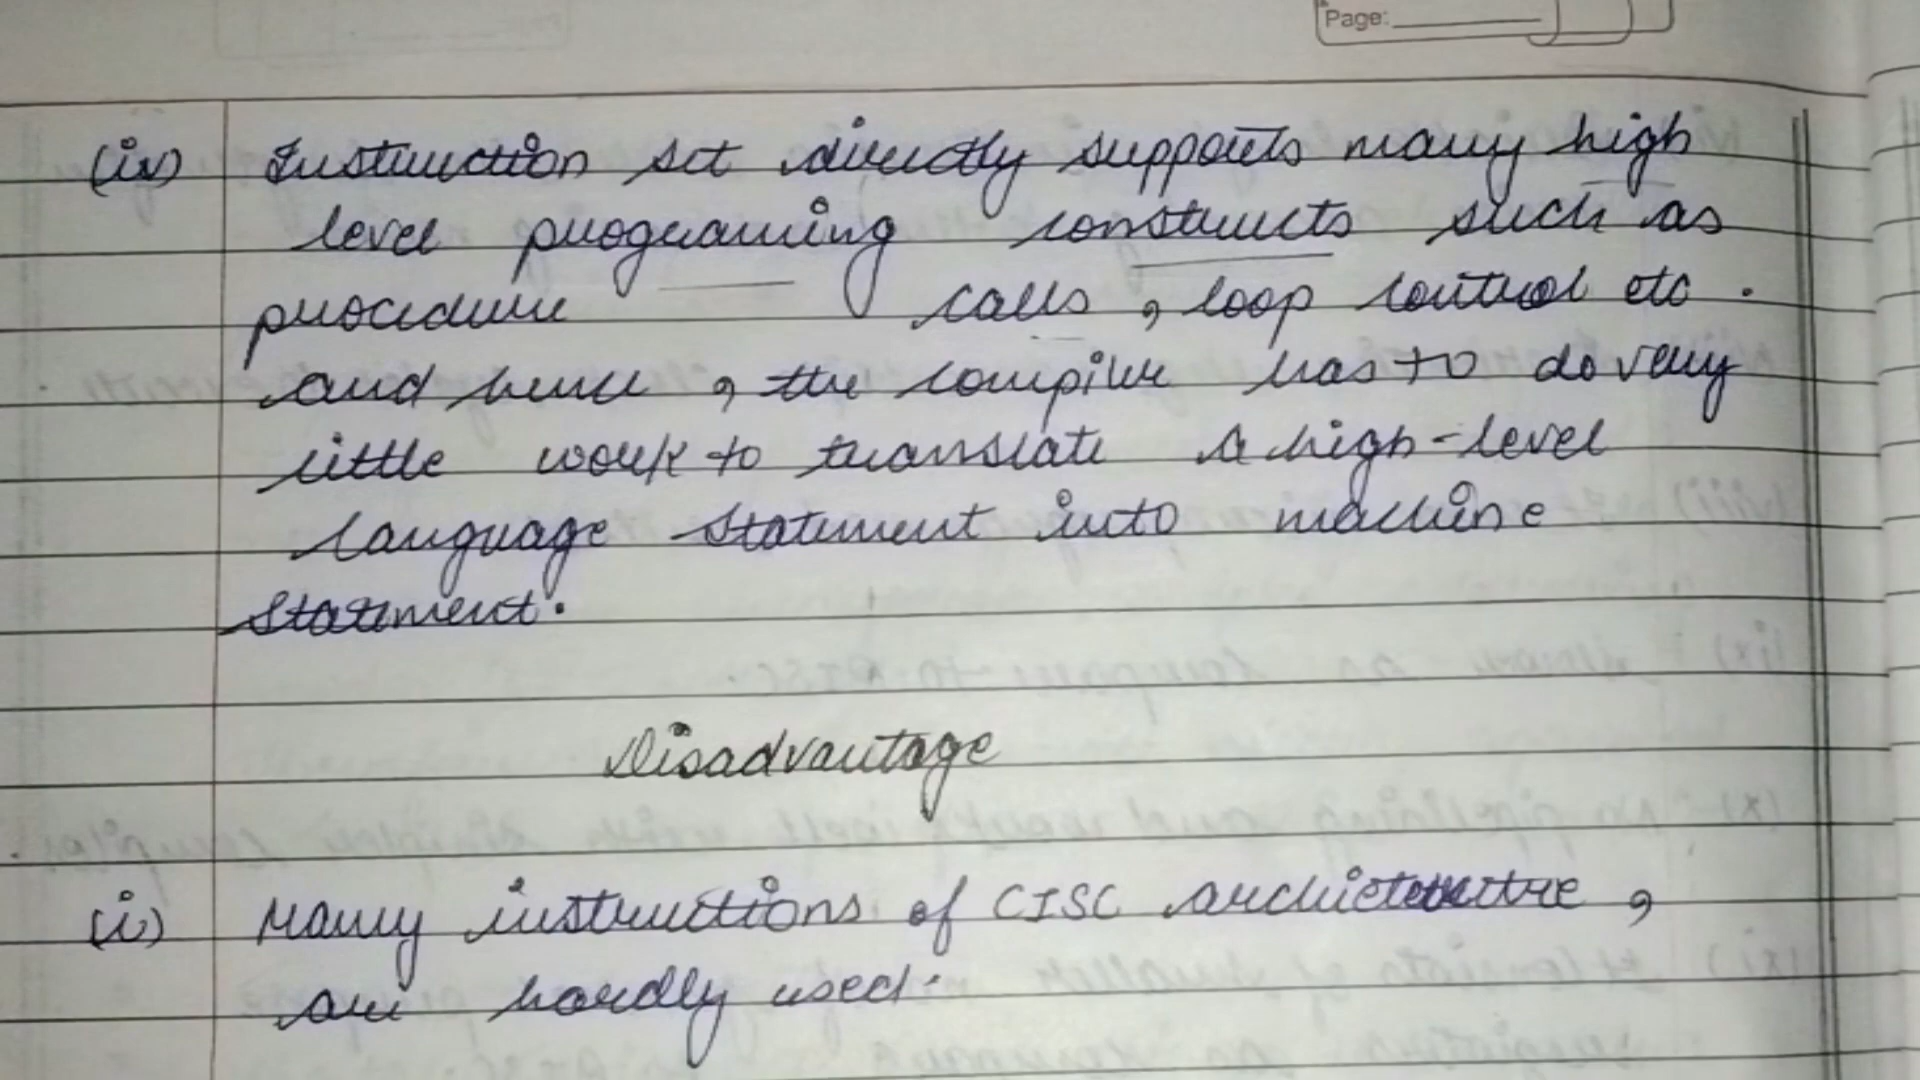 Page:
(iv) Instruction set directly supports many high
level programing constructs such as
procedure calls, loop control etc.
and hence, the compiler has to do very
little work to translate a high-level
language statement into machine
statement.
Disadvantage
(i) Many instructions of CISC architecture,
are hardly used.